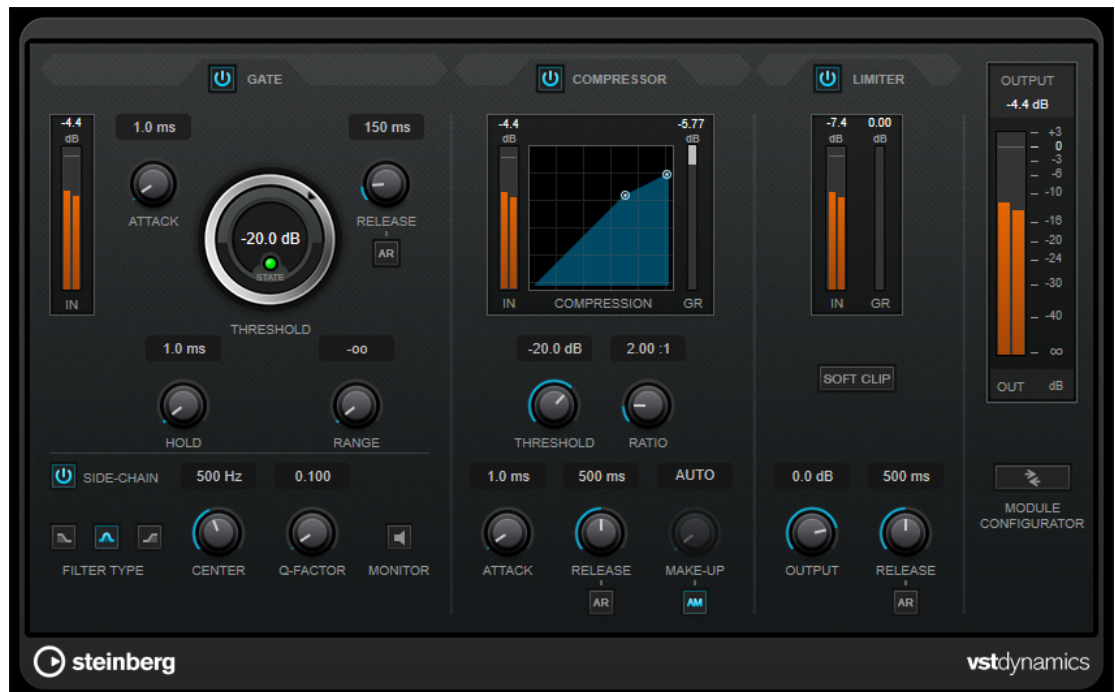 GATE
-4.4
dB
1.0 ms
150 ms
ATTACK
RELEASE
AR
-20.0 dB
STATE
IN
THRESHOLD
1.0 ms
-oo
HOLD
RANGE
SIDE-CHAIN
500 Hz
0.100
FILTER TYPE
CENTER
Q-FACTOR
MONITOR
COMPRESSOR
-4.4
-5.77
dB
dB
IN
COMPRESSION
GR
-20.0 dB
2.00 :1
THRESHOLD
RATIO
1.0 ms
500 ms
AUTO
ATTACK
RELEASE
MAKE-UP
AR
AM
LIMITER
-7.4
0.00
dB
dB
IN
GR
SOFT CLIP
0.0 dB
500 ms
OUTPUT
RELEASE
AR
OUTPUT
-4.4 dB
+3
0
-3
-6
-10
-16
-20
-24
-30
-40
oo
OUT
dB
MODULE
CONFIGURATOR
steinberg
vstdynamics